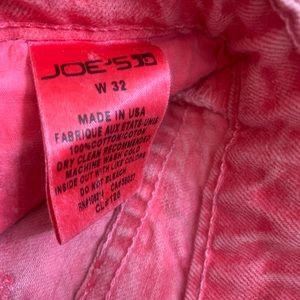 JOE'S
W 32
MADE IN USA
FABRIQUE AUX ETATS-UNIS
100%COTTON/COTON
DRY CLEAN RECOMMENDED
MACHINE WASH COLD
INSIDE OUT WITH LIKE COLORS
DO NOT BLEACH